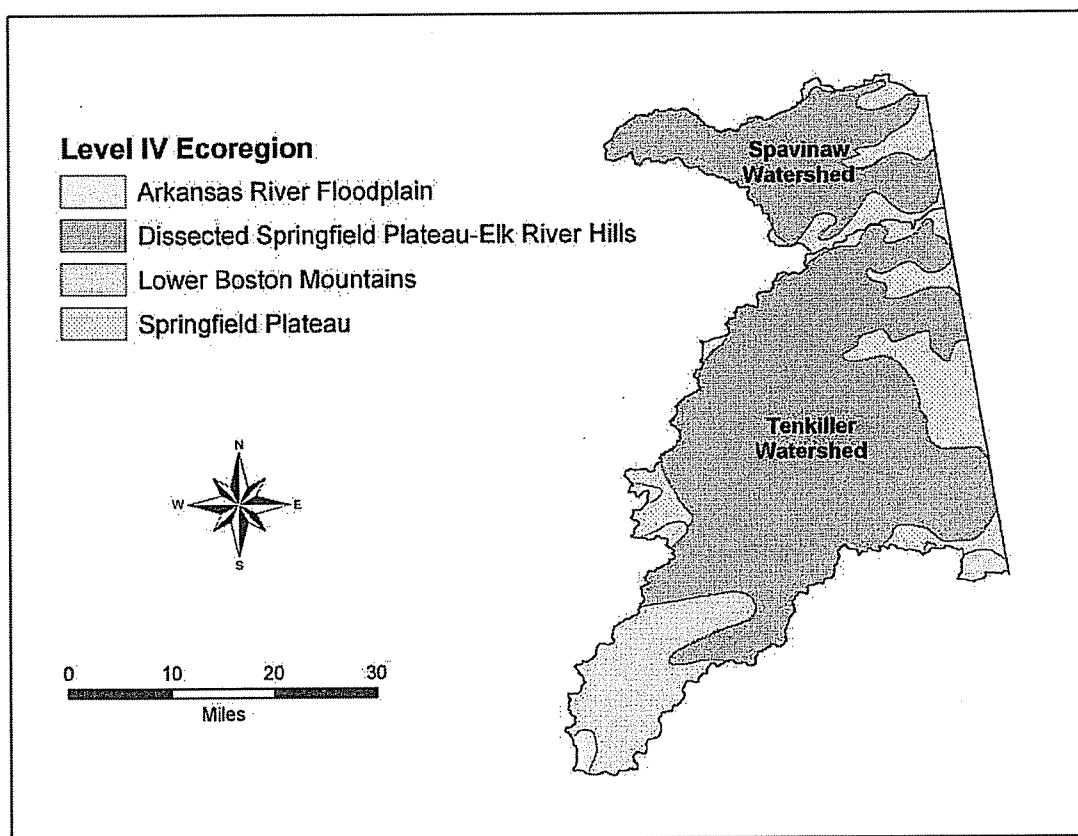 Level IV Ecoregion
Arkansas River Floodplain
Dissected Springfield Plateau-Elk River Hills
Lower Boston Mountains
Springfield Plateau
N
W
E
S
0 10 20 30
Miles
Spavinaw
Watershed
Tenkiller
Watershed